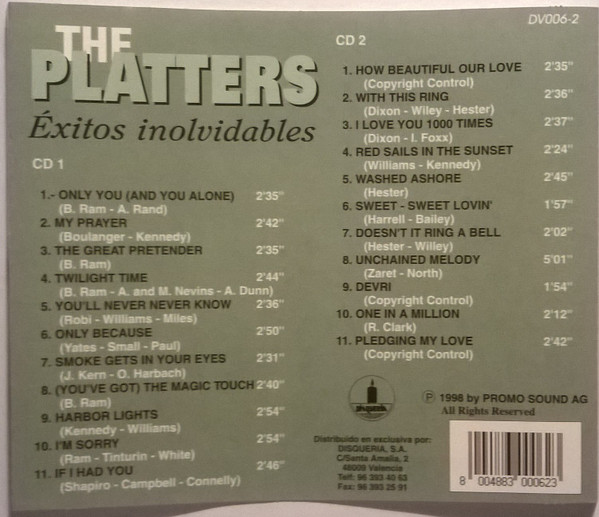 DV006-2
THE
PLATTERS
Éxitos inolvidables
CD 1
1.- ONLY YOU (AND YOU ALONE) 2'35"
(B. Ram - A. Rand)
2. MY PRAYER 2'42"
(Boulanger - Kennedy)
3. THE GREAT PRETENDER 2'35"
(B. Ram)
4. TWILIGHT TIME 2'44"
(B. Ram - A. and M. Nevins - A. Dunn)
5. YOU'LL NEVER NEVER KNOW 2'36"
(Robi - Williams - Miles)
6. ONLY BECAUSE 2'50"
(Yates - Small - Paul)
7. SMOKE GETS IN YOUR EYES 2'31"
(J. Kern - O. Harbach)
8. (YOU'VE GOT) THE MAGIC TOUCH 2'40"
(B. Ram)
9. HARBOR LIGHTS 2'54"
(Kennedy - Williams)
10. I'M SORRY 2'54"
(Ram - Tinturin - White)
11. IF I HAD YOU 2'46"
(Shapiro - Campbell - Connelly)
CD 2
1. HOW BEAUTIFUL OUR LOVE 2'35"
(Copyright Control)
2. WITH THIS RING 2'36"
(Dixon - Wiley - Hester)
3. I LOVE YOU 1000 TIMES 2'37"
(Dixon - I. Foxx)
4. RED SAILS IN THE SUNSET 2'24"
(Williams - Kennedy)
5. WASHED ASHORE 2'45"
(Hester)
6. SWEET - SWEET LOVIN' 1'57"
(Harrell - Bailey)
7. DOESN'T IT RING A BELL 2'02"
(Hester - Willey)
8. UNCHAINED MELODY 5'01"
(Zaret - North)
9. DEVRI 1'54"
(Copyright Control)
10. ONE IN A MILLION 2'12"
(R. Clark)
11. PLEDGING MY LOVE 2'42"
(Copyright Control)
disqueria
℗ 1998 by PROMO SOUND AG
All Rights Reserved
Distribuido en exclusiva por:
DISQUERIA, S.A.
C/Santa Amalia, 2
46009 Valencia
Telf: 96 393 40 63
Fax: 96 393 25 91
8 004883 000623